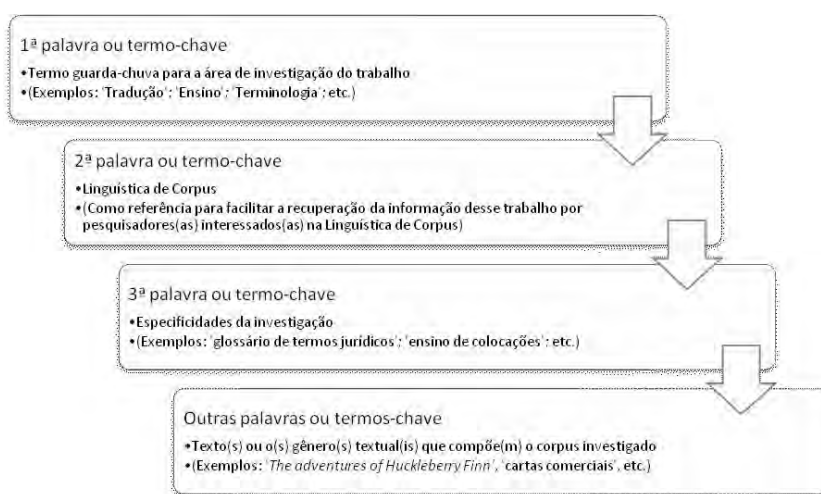 1ª palavra ou termo-chave
•Termo guarda-chuva para a área de investigação do trabalho
•(Exemplos: 'Tradução'; 'Ensino'; 'Terminologia'; etc.)
2ª palavra ou termo-chave
•Linguística de Corpus
•(Como referência para facilitar a recuperação da informação desse trabalho por
pesquisadores(as) interessados(as) na Linguística de Corpus)
3ª palavra ou termo-chave
•Especificidades da investigação
•(Exemplos: 'glossário de termos jurídicos'; 'ensino de colocações'; etc.)
Outras palavras ou termos-chave
•Texto(s) ou o(s) gênero(s) textual(is) que compõe(m) o corpus investigado
•(Exemplos: 'The adventures of Huckleberry Finn', 'cartas comerciais', etc.)